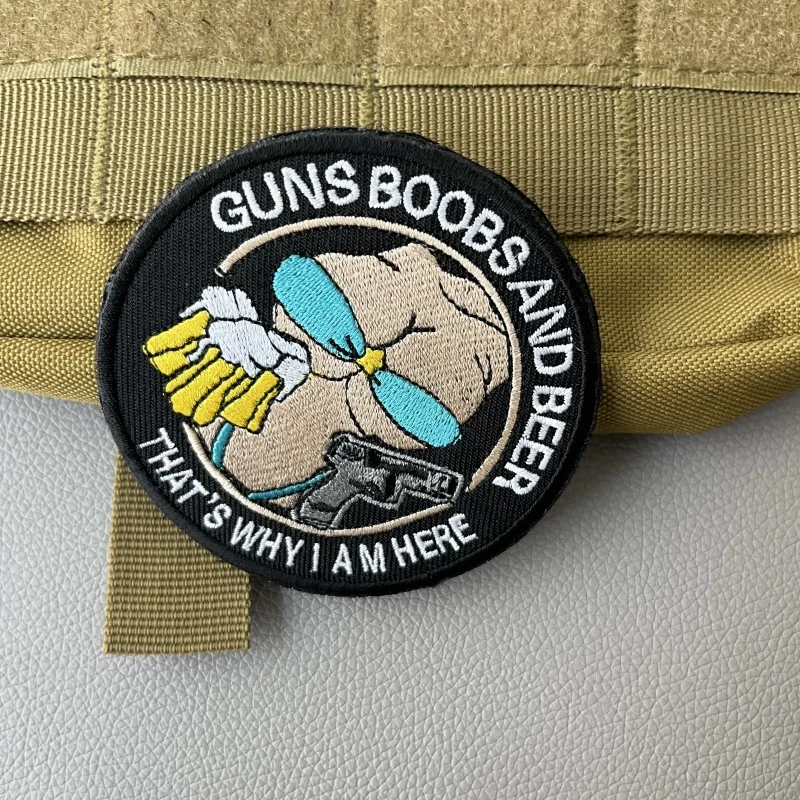 GUNS BOOBS AND BEER
THAT'S WHY I AM HERE